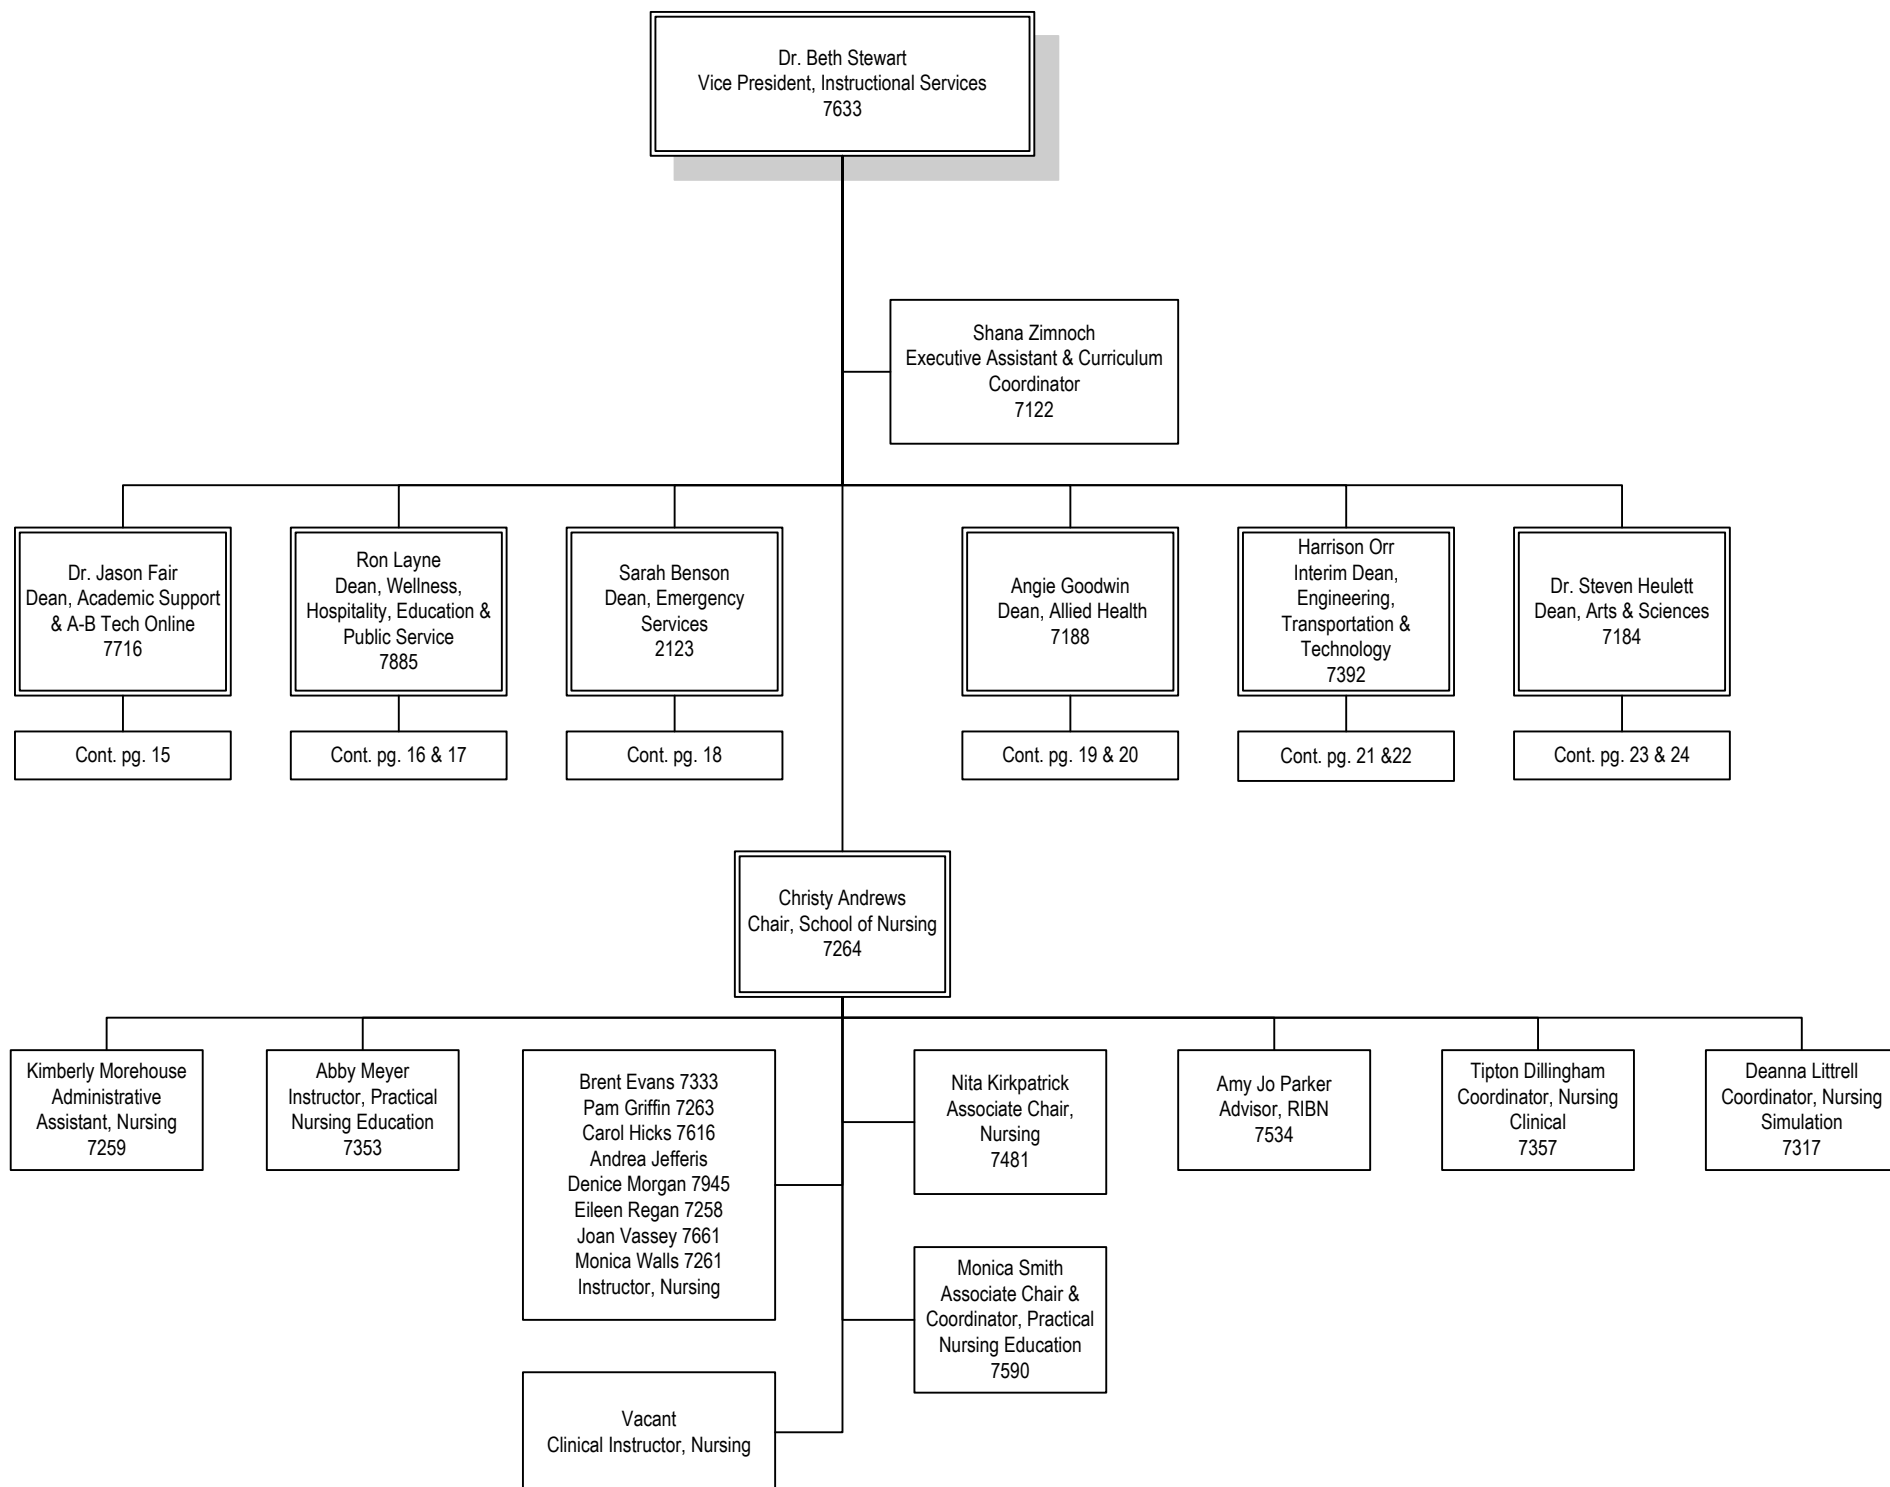 Dr. Beth Stewart
Vice President, Instructional Services
7633
Shana Zimnoch
Executive Assistant & Curriculum
Coordinator
7122
Dr. Jason Fair
Dean, Academic Support
& A-B Tech Online
7716
Ron Layne
Dean, Wellness,
Hospitality, Education &
Public Service
7885
Sarah Benson
Dean, Emergency
Services
2123
Angie Goodwin
Dean, Allied Health
7188
Harrison Orr
Interim Dean,
Engineering,
Transportation &
Technology
7392
Dr. Steven Heulett
Dean, Arts & Sciences
7184
Cont. pg. 15
Cont. pg. 16 & 17
Cont. pg. 18
Cont. pg. 19 & 20
Cont. pg. 21 &22
Cont. pg. 23 & 24
Christy Andrews
Chair, School of Nursing
7264
Kimberly Morehouse
Administrative
Assistant, Nursing
7259
Abby Meyer
Instructor, Practical
Nursing Education
7353
Brent Evans 7333
Pam Griffin 7263
Carol Hicks 7616
Andrea Jefferis
Denice Morgan 7945
Eileen Regan 7258
Joan Vassey 7661
Monica Walls 7261
Instructor, Nursing
Nita Kirkpatrick
Associate Chair,
Nursing
7481
Amy Jo Parker
Advisor, RIBN
7534
Tipton Dillingham
Coordinator, Nursing
Clinical
7357
Deanna Littrell
Coordinator, Nursing
Simulation
7317
Monica Smith
Associate Chair &
Coordinator, Practical
Nursing Education
7590
Vacant
Clinical Instructor, Nursing